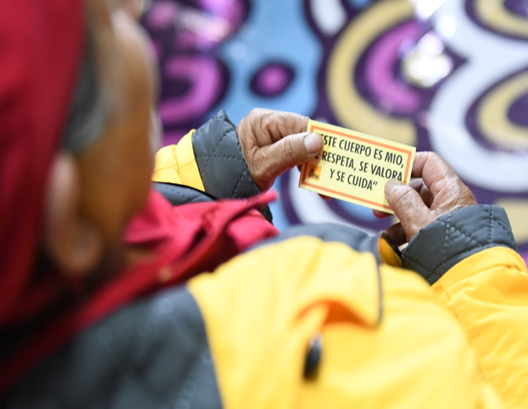 STE CUERPO ES MIO,
RESPETA, SE VALORA
Y SE CUIDA"